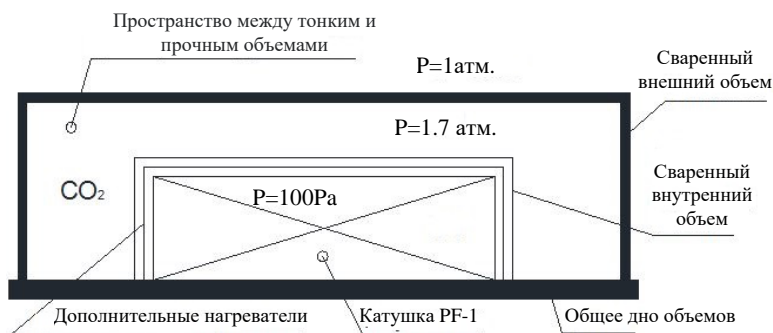 Пространство между тонким и
прочным объемами
P=1атм.
Сваренный
внешний объем
P=1.7 атм.
CO₂
P=100Pa
Сваренный
внутренний
объем
Дополнительные нагреватели
Катушка PF-1
Общее дно объемов